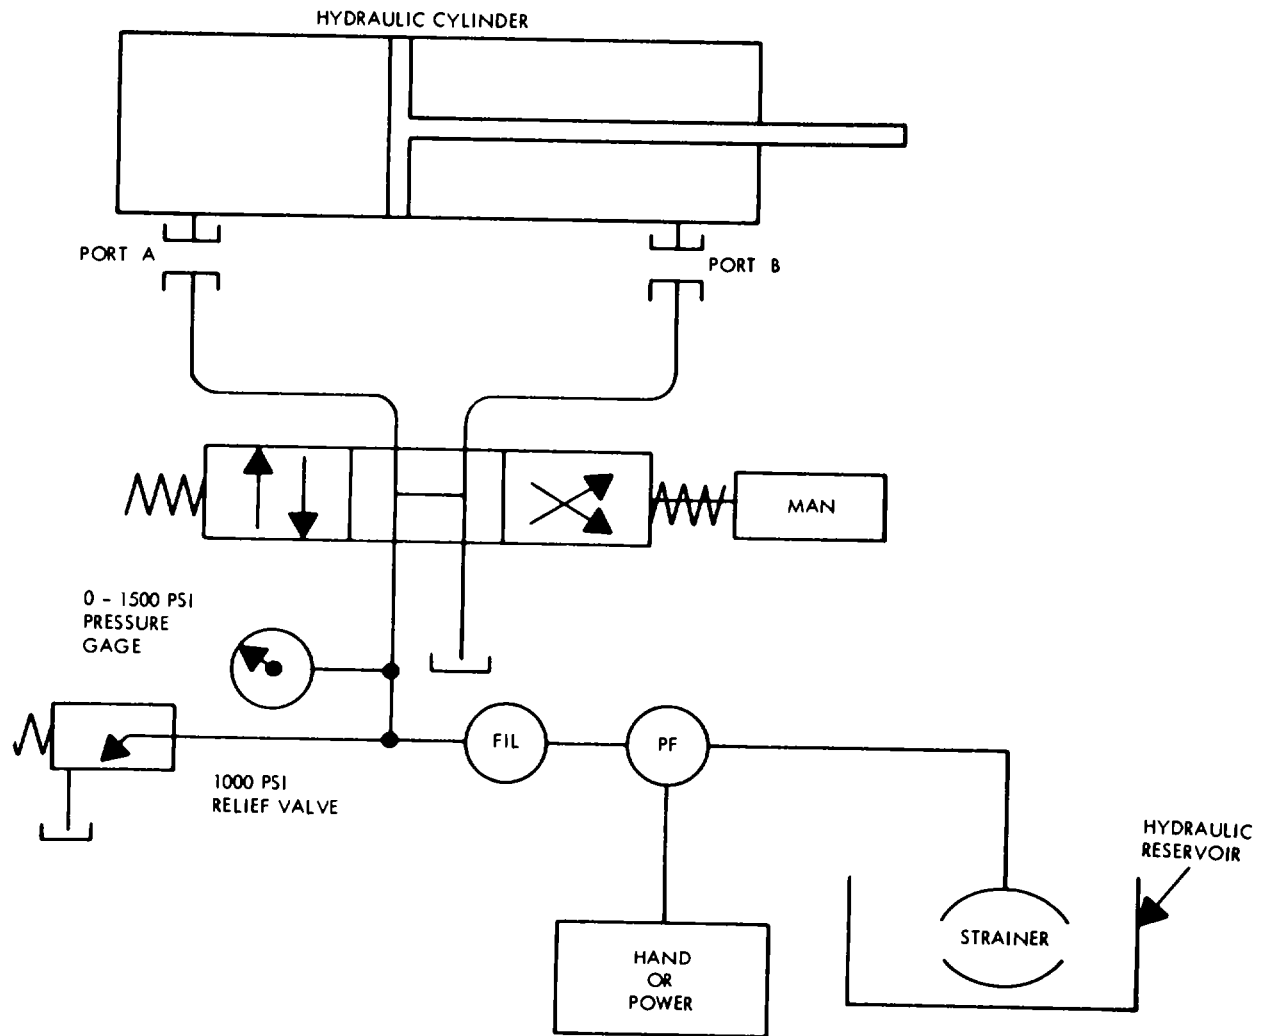 HYDRAULIC CYLINDER
PORT A
PORT B
MAN
0 - 1500 PSI
PRESSURE
GAGE
FIL
PF
1000 PSI
RELIEF VALVE
HYDRAULIC
RESERVOIR
STRAINER
HAND
OR
POWER